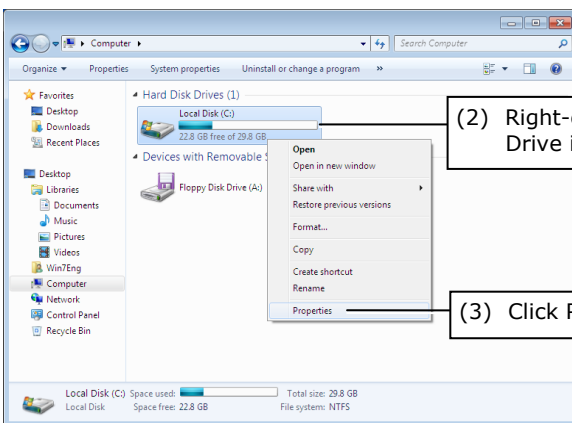 Computer
Search Computer
Organize Properties System properties Uninstall or change a program »
Favorites
Desktop
Downloads
Recent Places
Desktop
Libraries
Documents
Music
Pictures
Videos
Win7Eng
Computer
Network
Control Panel
Recycle Bin
Hard Disk Drives (1)
Local Disk (C:)
22.8 GB free of 29.8 GB
Devices with Removable
Floppy Disk Drive (A:)
Open
Open in new window
Share with
Restore previous versions
Format...
Copy
Create shortcut
Rename
Properties
(2) Right-
Drive
(3) Click
Local Disk (C:) Space used: Total size: 29.8 GB
Local Disk Space free: 22.8 GB File system: NTFS